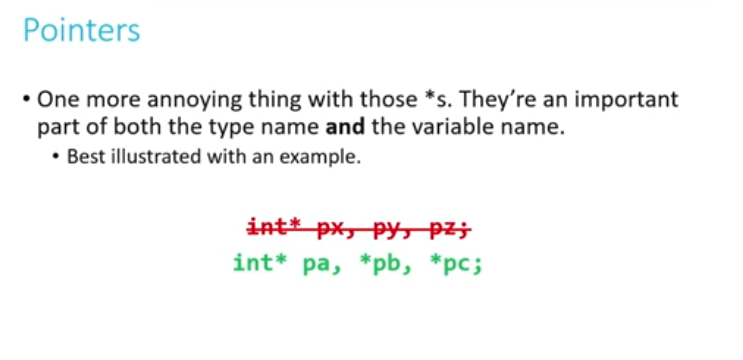 Pointers
• One more annoying thing with those *s. They’re an important
part of both the type name and the variable name.
• Best illustrated with an example.
int* px, py, pz;
int* pa, *pb, *pc;